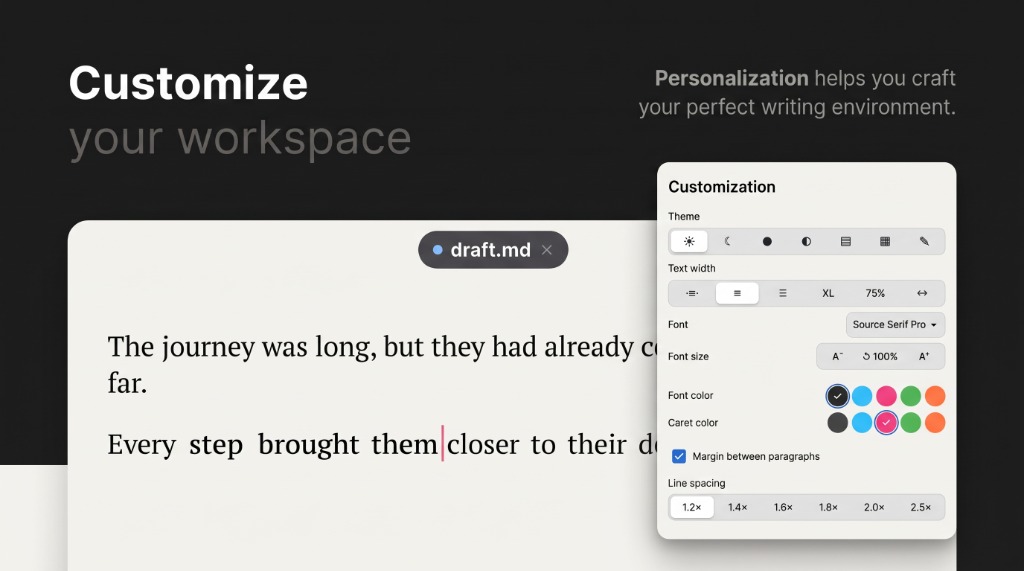 Customize
your workspace
Personalization helps you craft
your perfect writing environment.
draft.md ×
The journey was long, but they had already c
far.
Every step brought them closer to their d
Customization
Theme
Text width
XL 75%
Font Source Serif Pro
Font size A⁻ 100% A⁺
Font color
Caret color
Margin between paragraphs
Line spacing
1.2× 1.4× 1.6× 1.8× 2.0× 2.5×